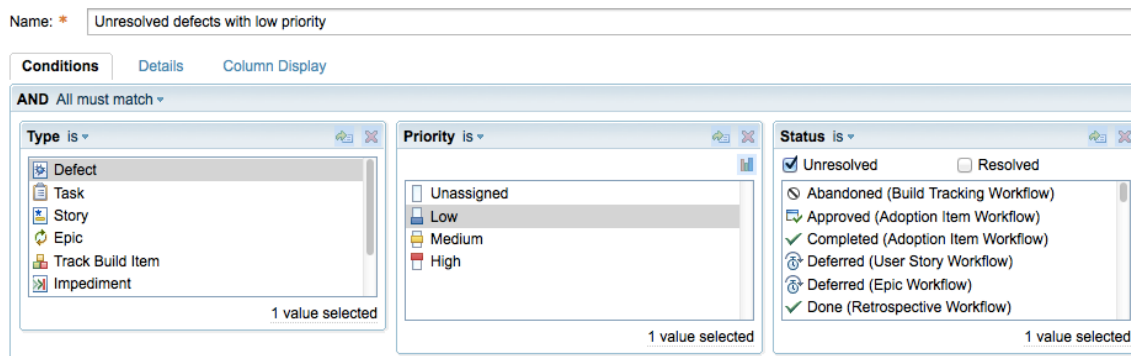 Name: * Unresolved defects with low priority
Conditions Details Column Display
AND All must match
Type is
Defect
Task
Story
Epic
Track Build Item
Impediment
1 value selected
Priority is
Unassigned
Low
Medium
High
1 value selected
Status is
Unresolved Resolved
Abandoned (Build Tracking Workflow)
Approved (Adoption Item Workflow)
Completed (Adoption Item Workflow)
Deferred (User Story Workflow)
Deferred (Epic Workflow)
Done (Retrospective Workflow)
1 value selected